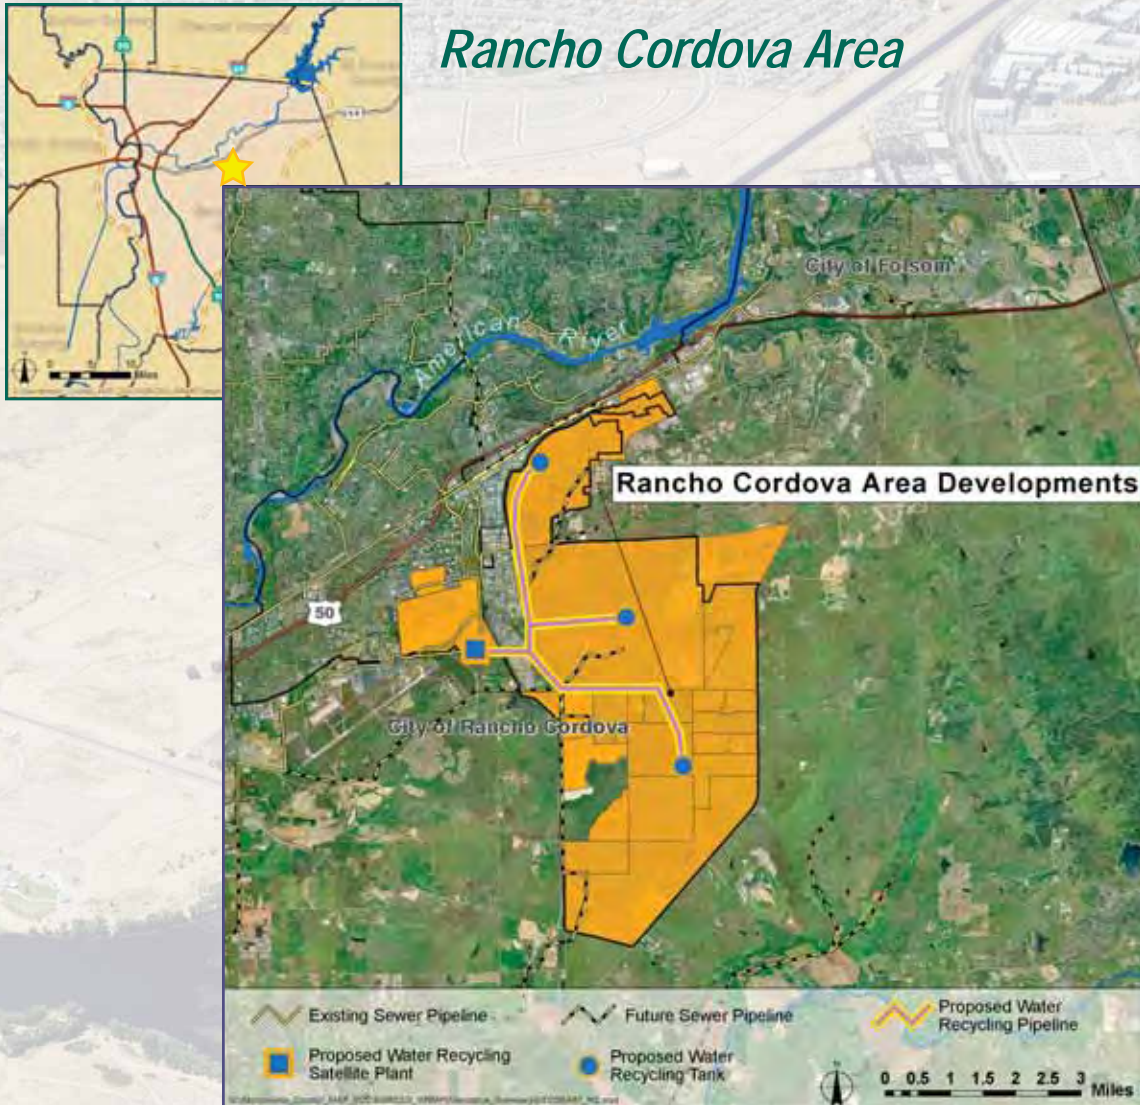 Rancho Cordova Area
Miles
City of Folsom
American River
Rancho Cordova Area Developments
50
City of Rancho Cordova
Existing Sewer Pipeline
Future Sewer Pipeline
Proposed Water
Recycling Pipeline
Proposed Water Recycling
Satellite Plant
Proposed Water
Recycling Tank
0 0.5 1 1.5 2 2.5 3
Miles